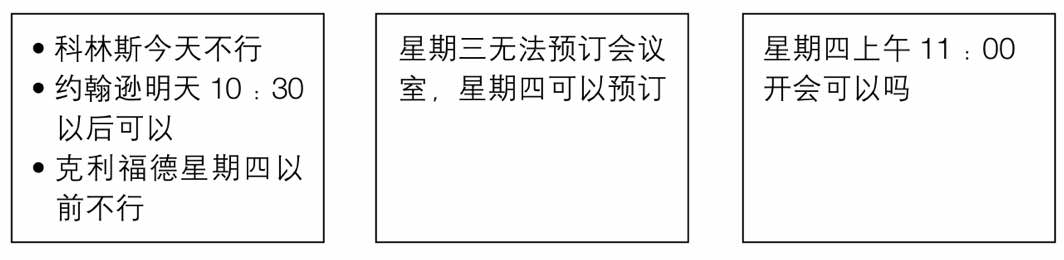 • 科林斯今天不行
• 约翰逊明天 10：30
以后可以
• 克利福德星期四以
前不行
星期三无法预订会议
室，星期四可以预订
星期四上午 11：00
开会可以吗